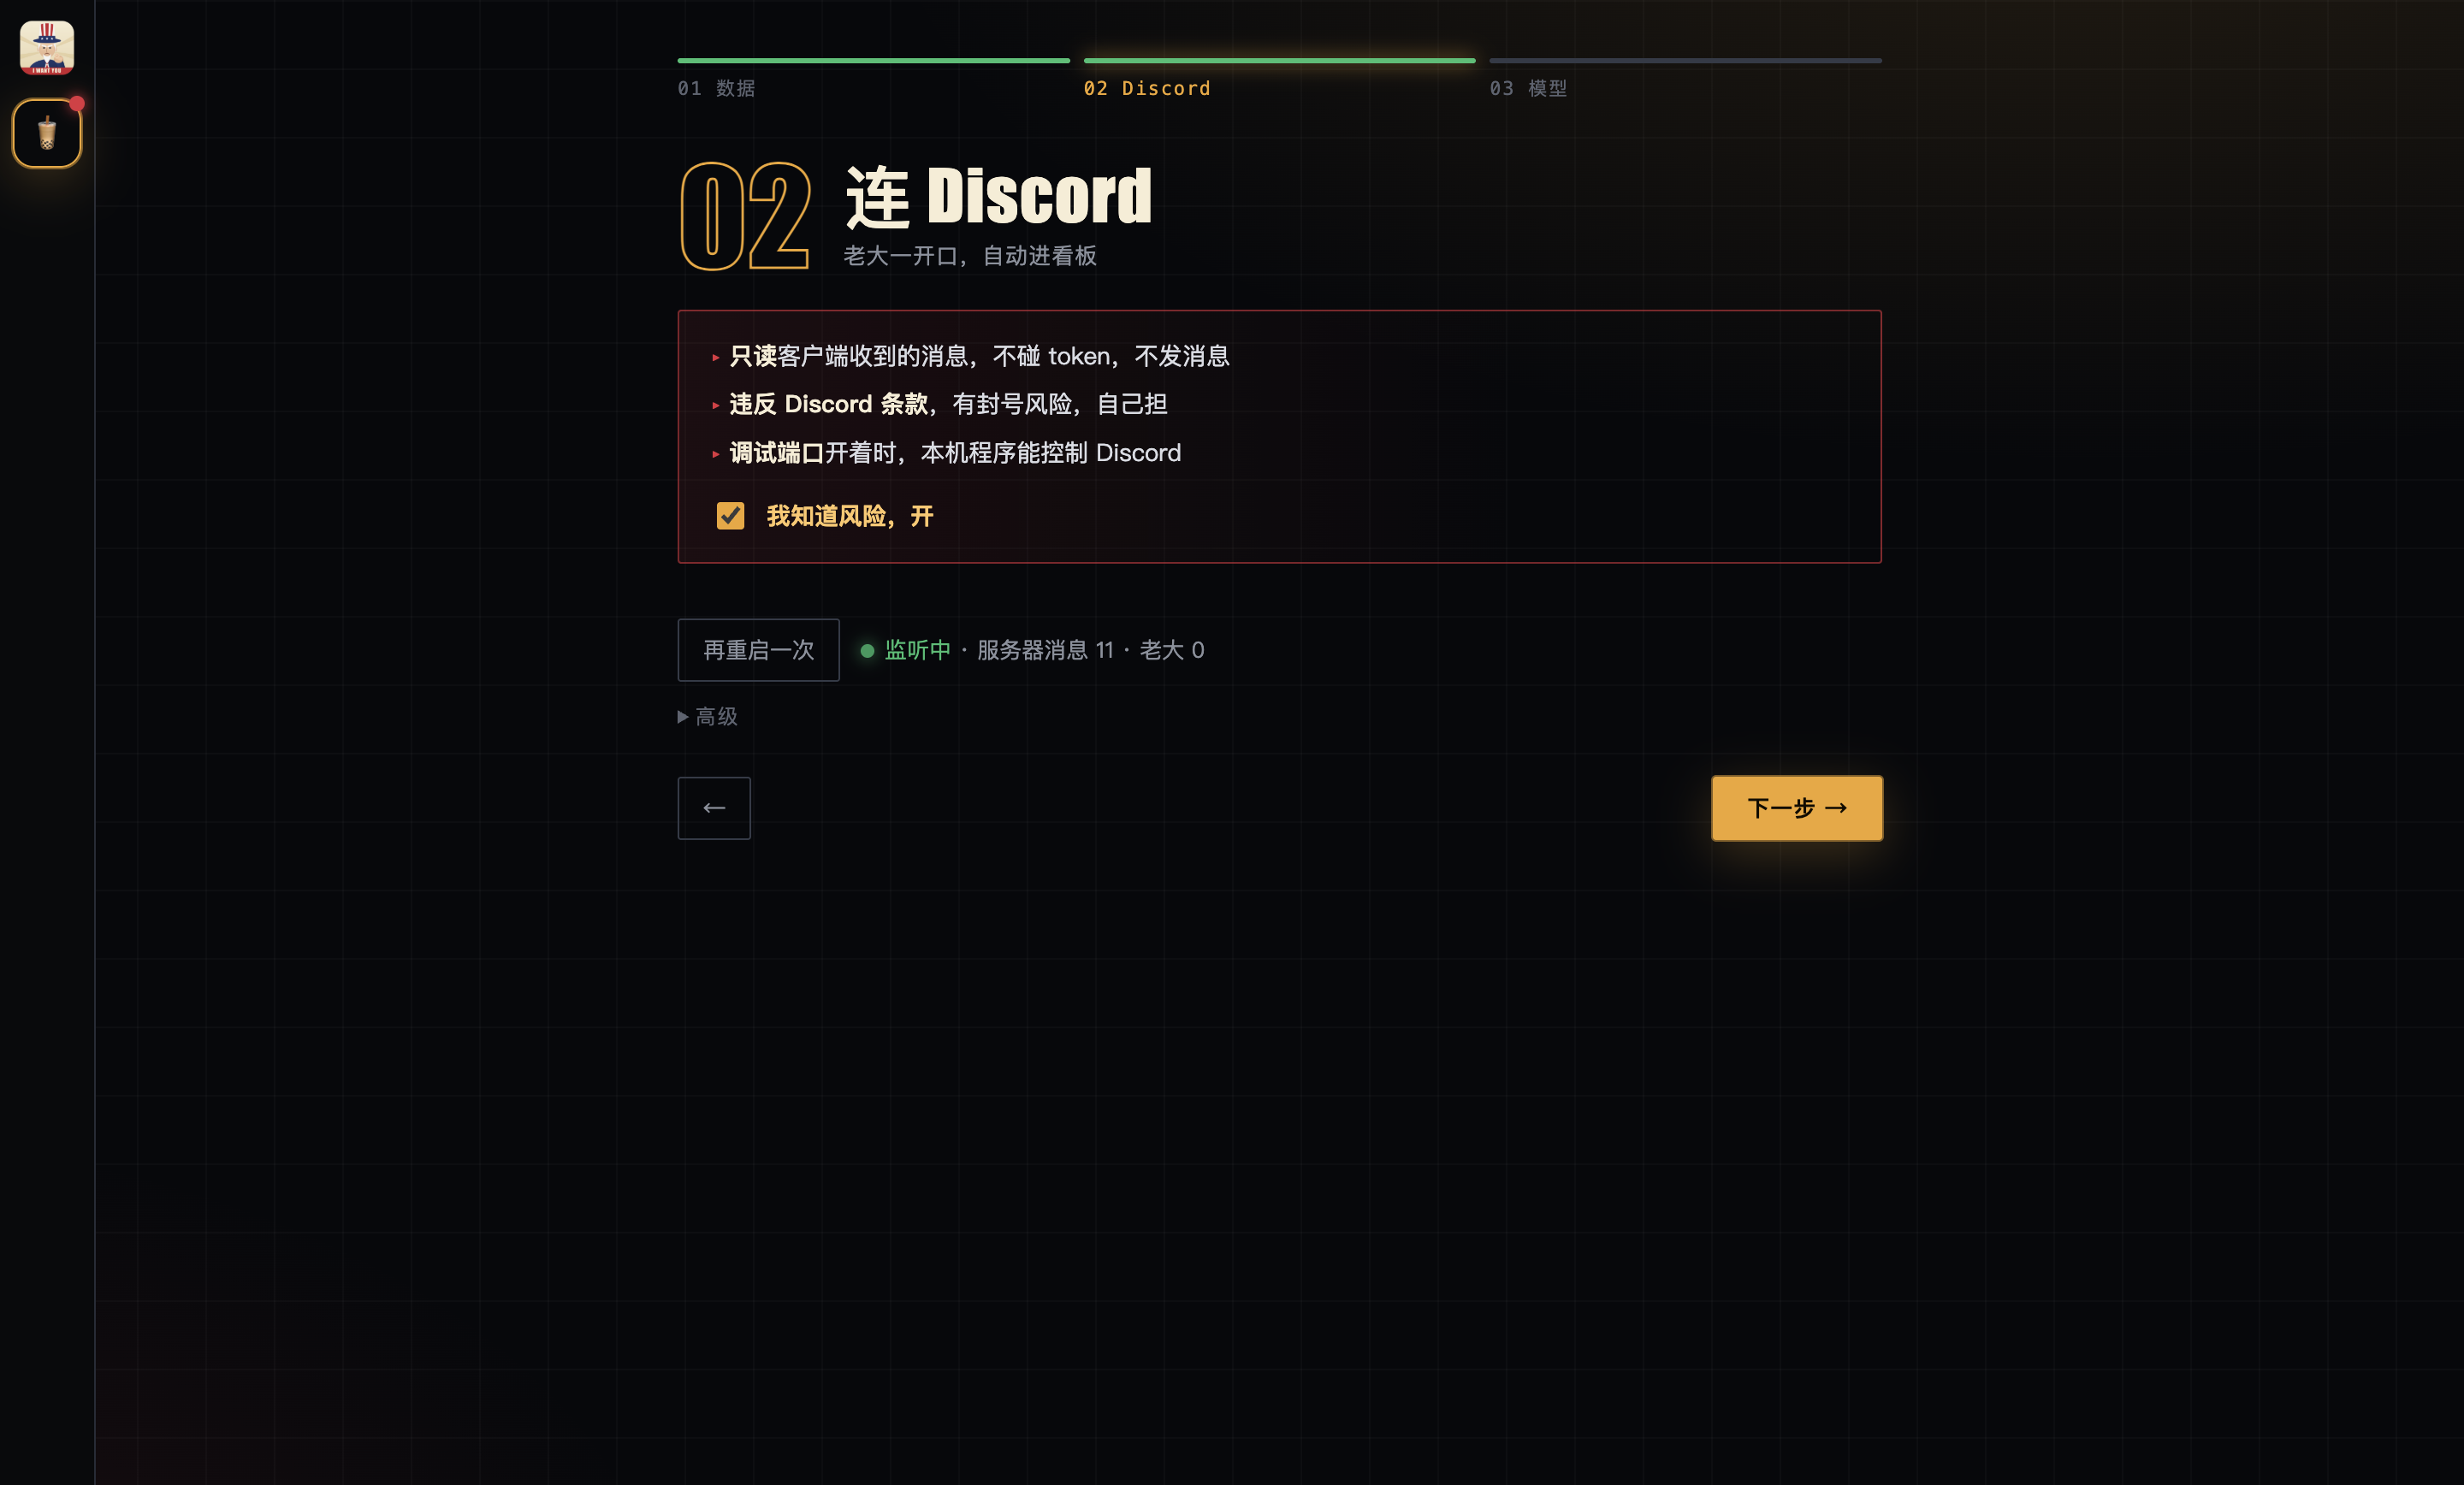 I WANT YOU
01 数据
02 Discord
03 模型
02
连 Discord
老大一开口，自动进看板
▸ 只读客户端收到的消息，不碰 token，不发消息
▸ 违反 Discord 条款，有封号风险，自己担
▸ 调试端口开着时，本机程序能控制 Discord
我知道风险，开
再重启一次
监听中 · 服务器消息 11 · 老大 0
▶ 高级
←
下一步 →